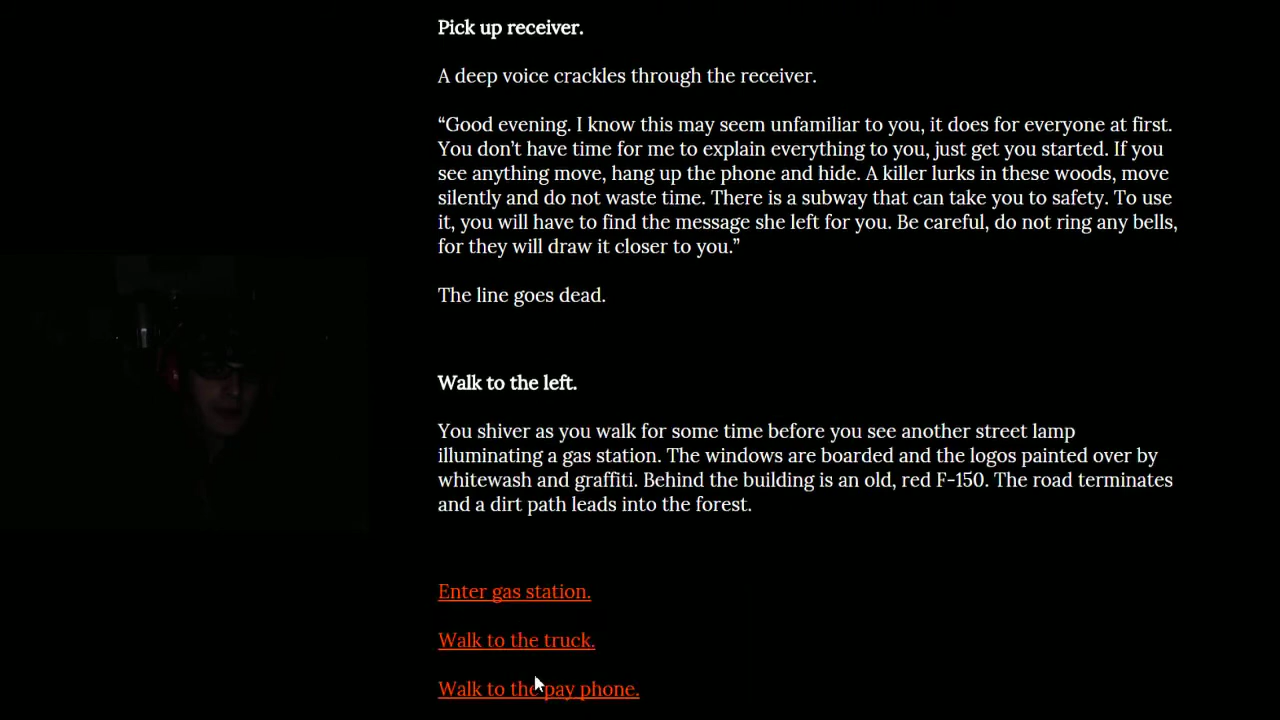 Pick up receiver.
A deep voice crackles through the receiver.
“Good evening. I know this may seem unfamiliar to you, it does for everyone at first.
You don’t have time for me to explain everything to you, just get you started. If you
see anything move, hang up the phone and hide. A killer lurks in these woods, move
silently and do not waste time. There is a subway that can take you to safety. To use
it, you will have to find the message she left for you. Be careful, do not ring any bells,
for they will draw it closer to you.”
The line goes dead.
Walk to the left.
You shiver as you walk for some time before you see another street lamp
illuminating a gas station. The windows are boarded and the logos painted over by
whitewash and graffiti. Behind the building is an old, red F-150. The road terminates
and a dirt path leads into the forest.
Enter gas station.
Walk to the truck.
Walk to the pay phone.